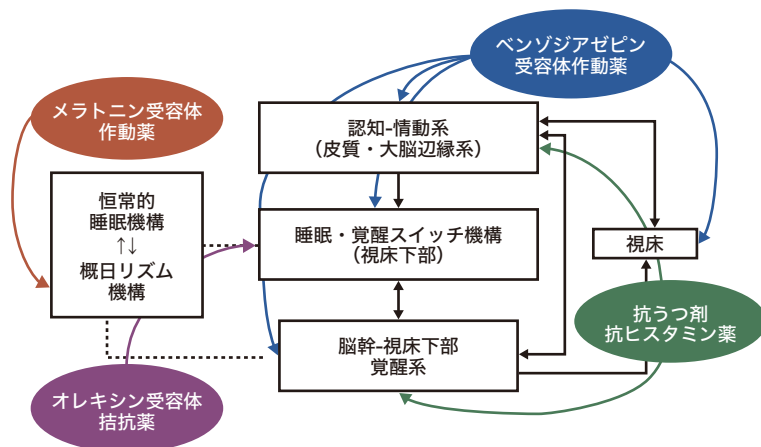 ベンゾジアゼピン
受容体作動薬
メラトニン受容体
作動薬
認知-情動系
(皮質・大脳辺縁系)
恒常的
睡眠機構
↑↓
概日リズム
機構
睡眠・覚醒スイッチ機構
(視床下部)
視床
抗うつ剤
抗ヒスタミン薬
脳幹-視床下部
覚醒系
オレキシン受容体
拮抗薬